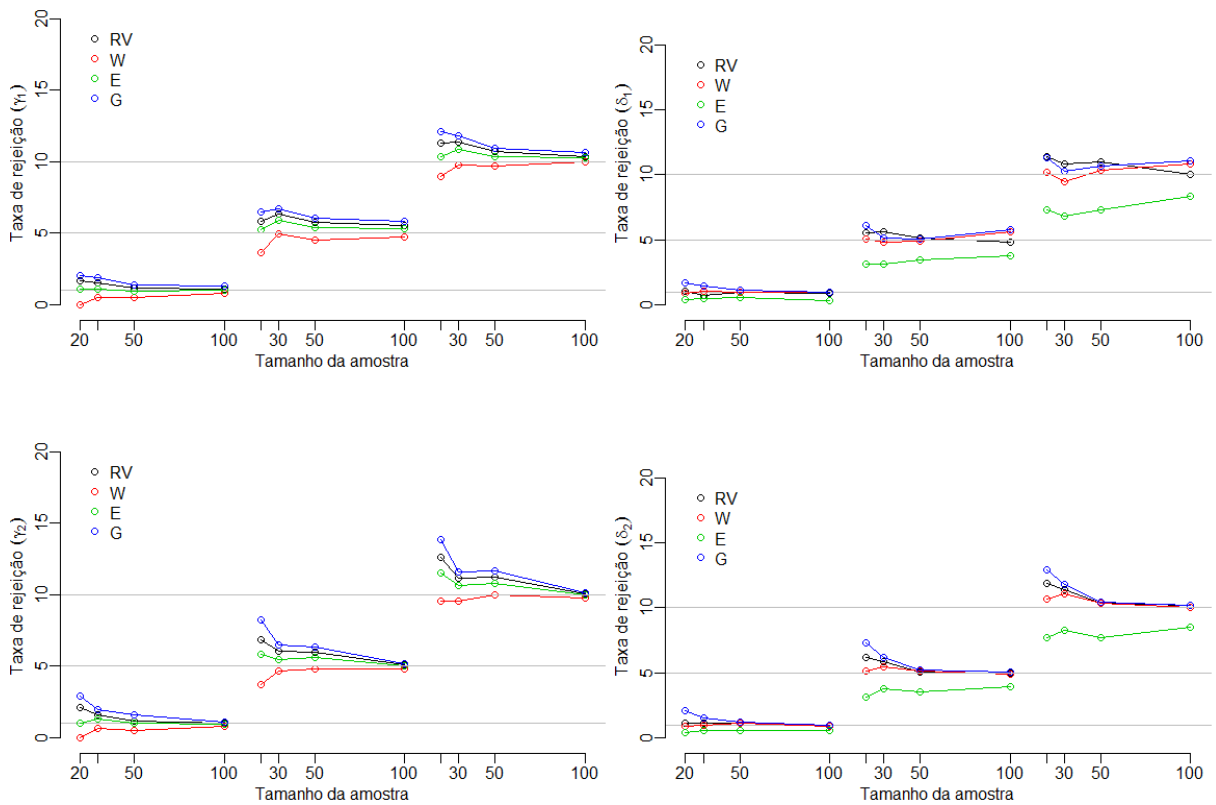 Taxa de rejeição (γ₁)
20
15
10
5
0
RV
W
E
G
20 50 100 30 50 100 30 50 100
Tamanho da amostra
Taxa de rejeição (δ₁)
20
15
10
5
0
RV
W
E
G
20 50 100 30 50 100 30 50 100
Tamanho da amostra
Taxa de rejeição (γ₂)
20
15
10
5
0
RV
W
E
G
20 50 100 30 50 100 30 50 100
Tamanho da amostra
Taxa de rejeição (δ₂)
20
15
10
5
0
RV
W
E
G
20 50 100 30 50 100 30 50 100
Tamanho da amostra